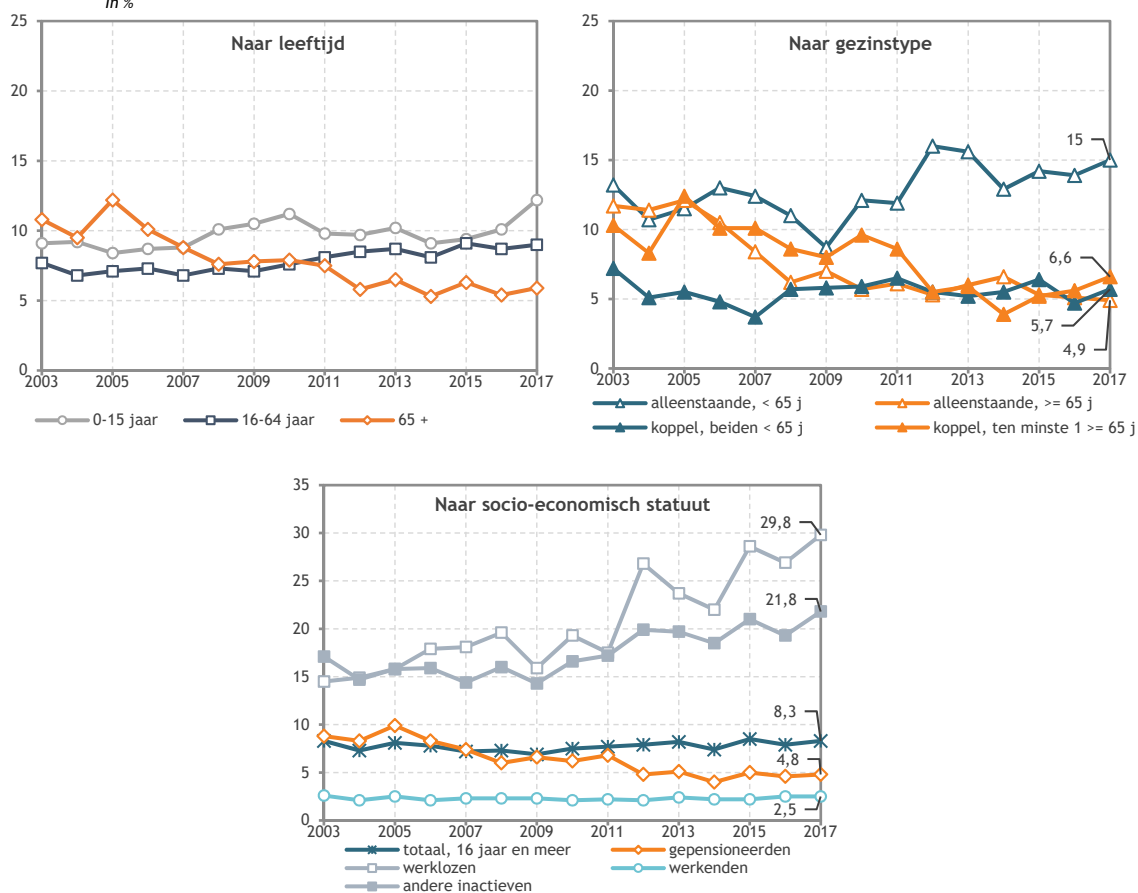 in %
Naar leeftijd
25
20
15
10
5
0
2003 2005 2007 2009 2011 2013 2015 2017
0-15 jaar 16-64 jaar 65 +
Naar gezinstype
25
20
15
10
5
0
15
6,6
5,7
4,9
2003 2005 2007 2009 2011 2013 2015 2017
alleenstaande, < 65 j alleenstaande, >= 65 j
koppel, beiden < 65 j koppel, ten minste 1 >= 65 j
Naar socio-economisch statuut
35
30
25
20
15
10
5
0
29,8
21,8
8,3
4,8
2,5
2003 2005 2007 2009 2011 2013 2015 2017
totaal, 16 jaar en meer gepensioneerden
werklozen werkenden
andere inactieven